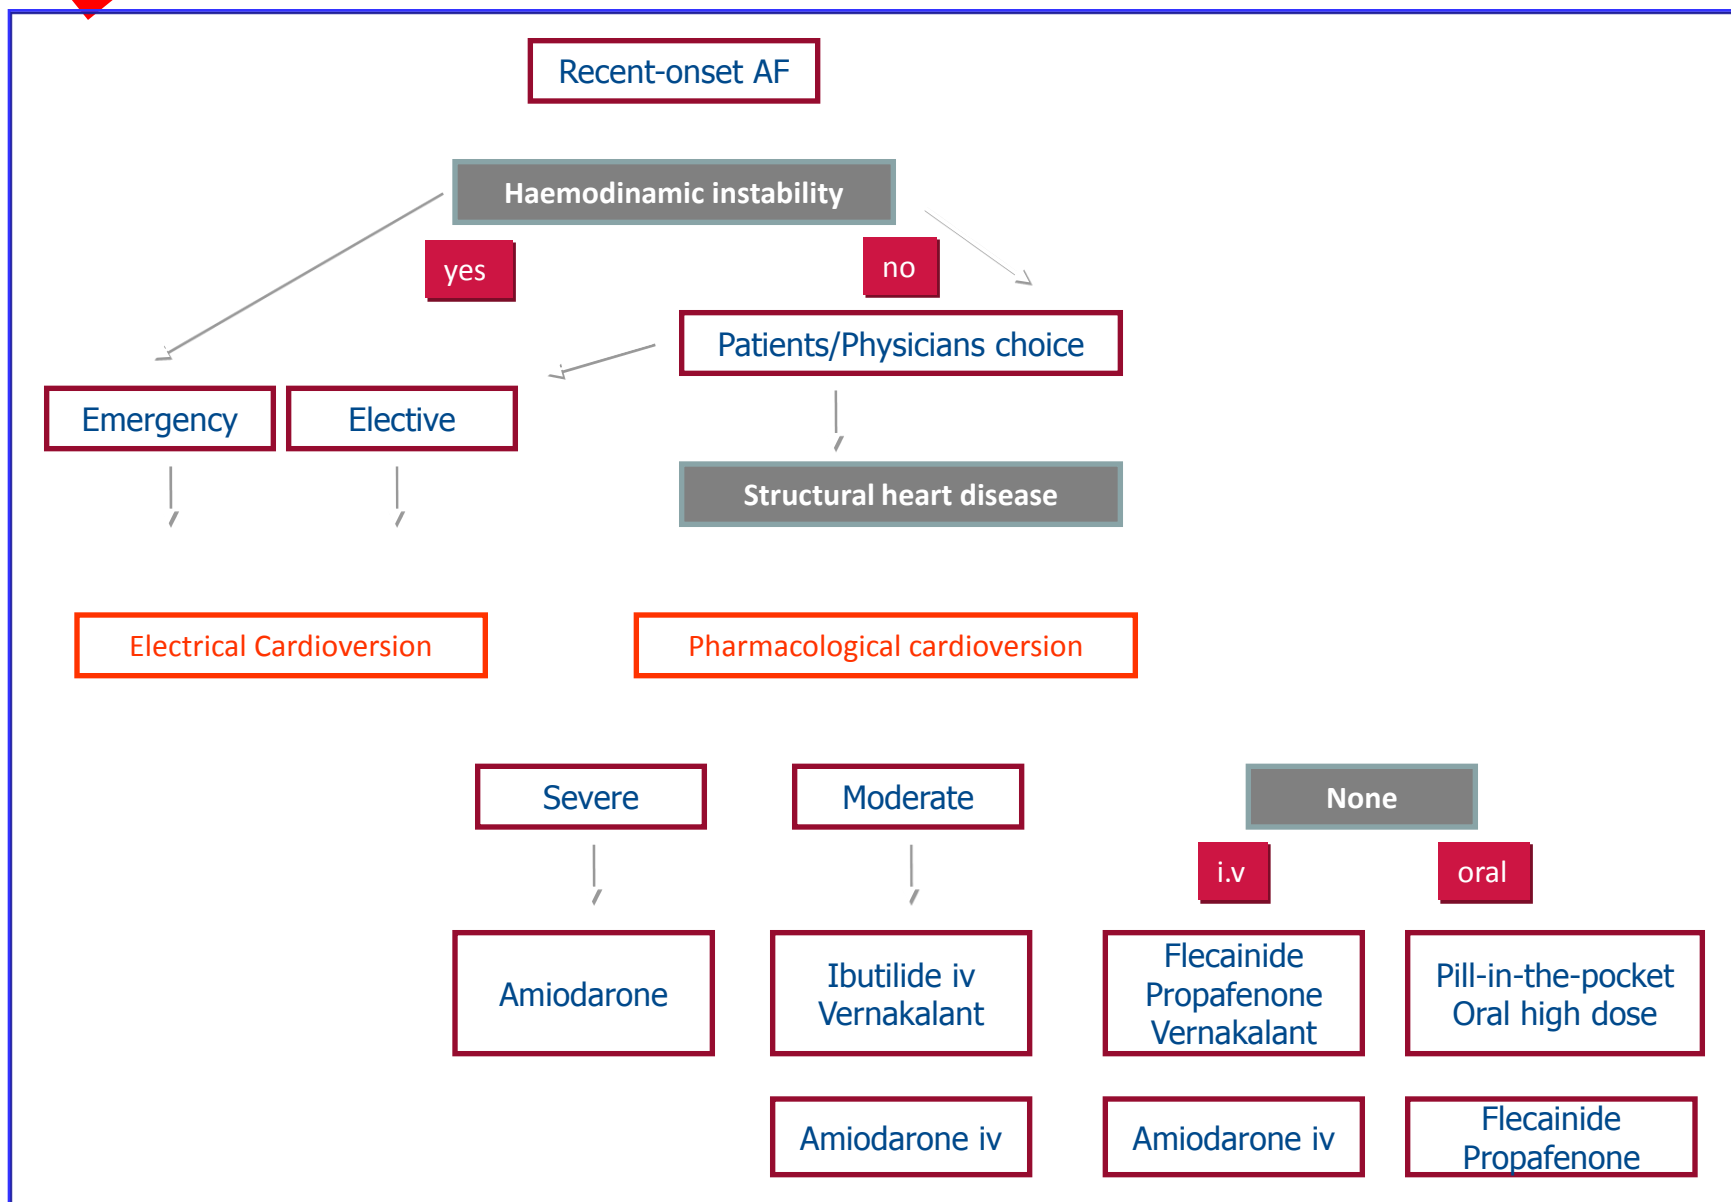 Recent-onset AF
Haemodinamic instability
yes
no
Patients/Physicians choice
Emergency
Elective
Structural heart disease
Electrical Cardioversion
Pharmacological cardioversion
Severe
Moderate
None
i.v
oral
Amiodarone
Ibutilide iv
Vernakalant
Flecainide
Propafenone
Vernakalant
Pill-in-the-pocket
Oral high dose
Amiodarone iv
Amiodarone iv
Flecainide
Propafenone